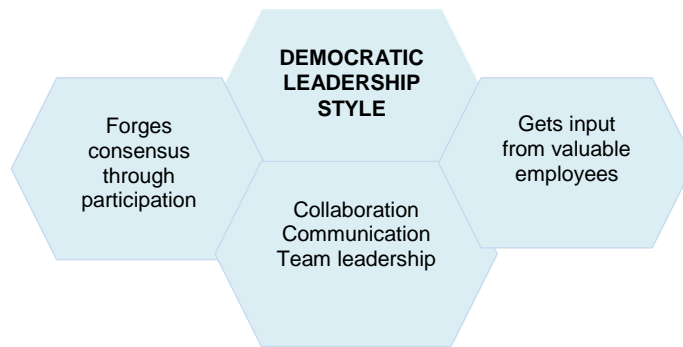 DEMOCRATIC
LEADERSHIP
STYLE
Forges
consensus
through
participation
Gets input
from valuable
employees
Collaboration
Communication
Team leadership